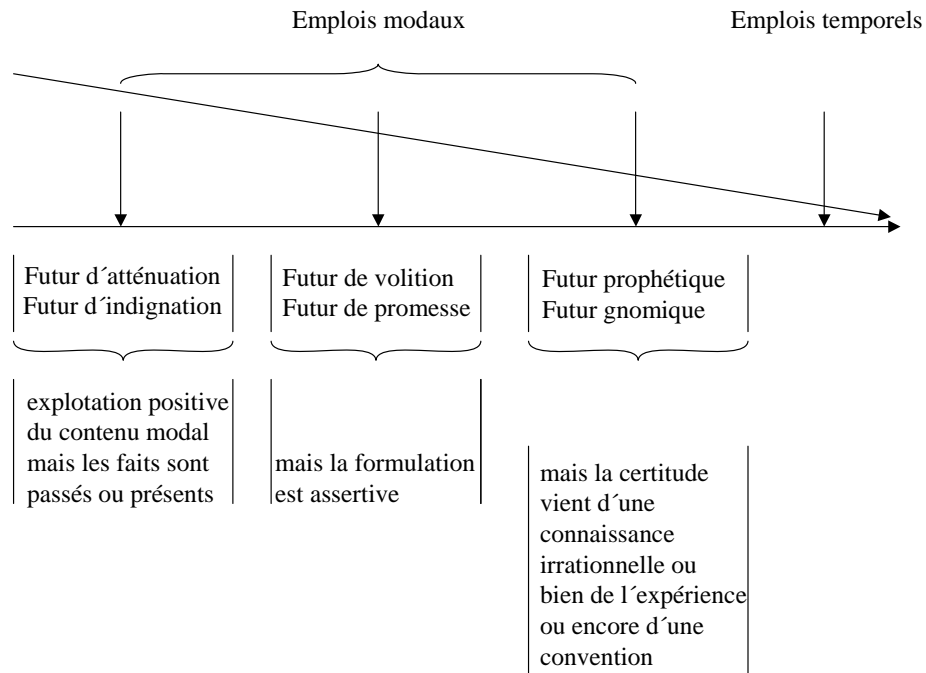 Emplois modaux
Emplois temporels
Futur d´atténuation
Futur d´indignation
Futur de volition
Futur de promesse
Futur prophétique
Futur gnomique
explotation positive
du contenu modal
mais les faits sont
passés ou présents
mais la formulation
est assertive
mais la certitude
vient d´une
connaissance
irrationnelle ou
bien de l´expérience
ou encore d´une
convention